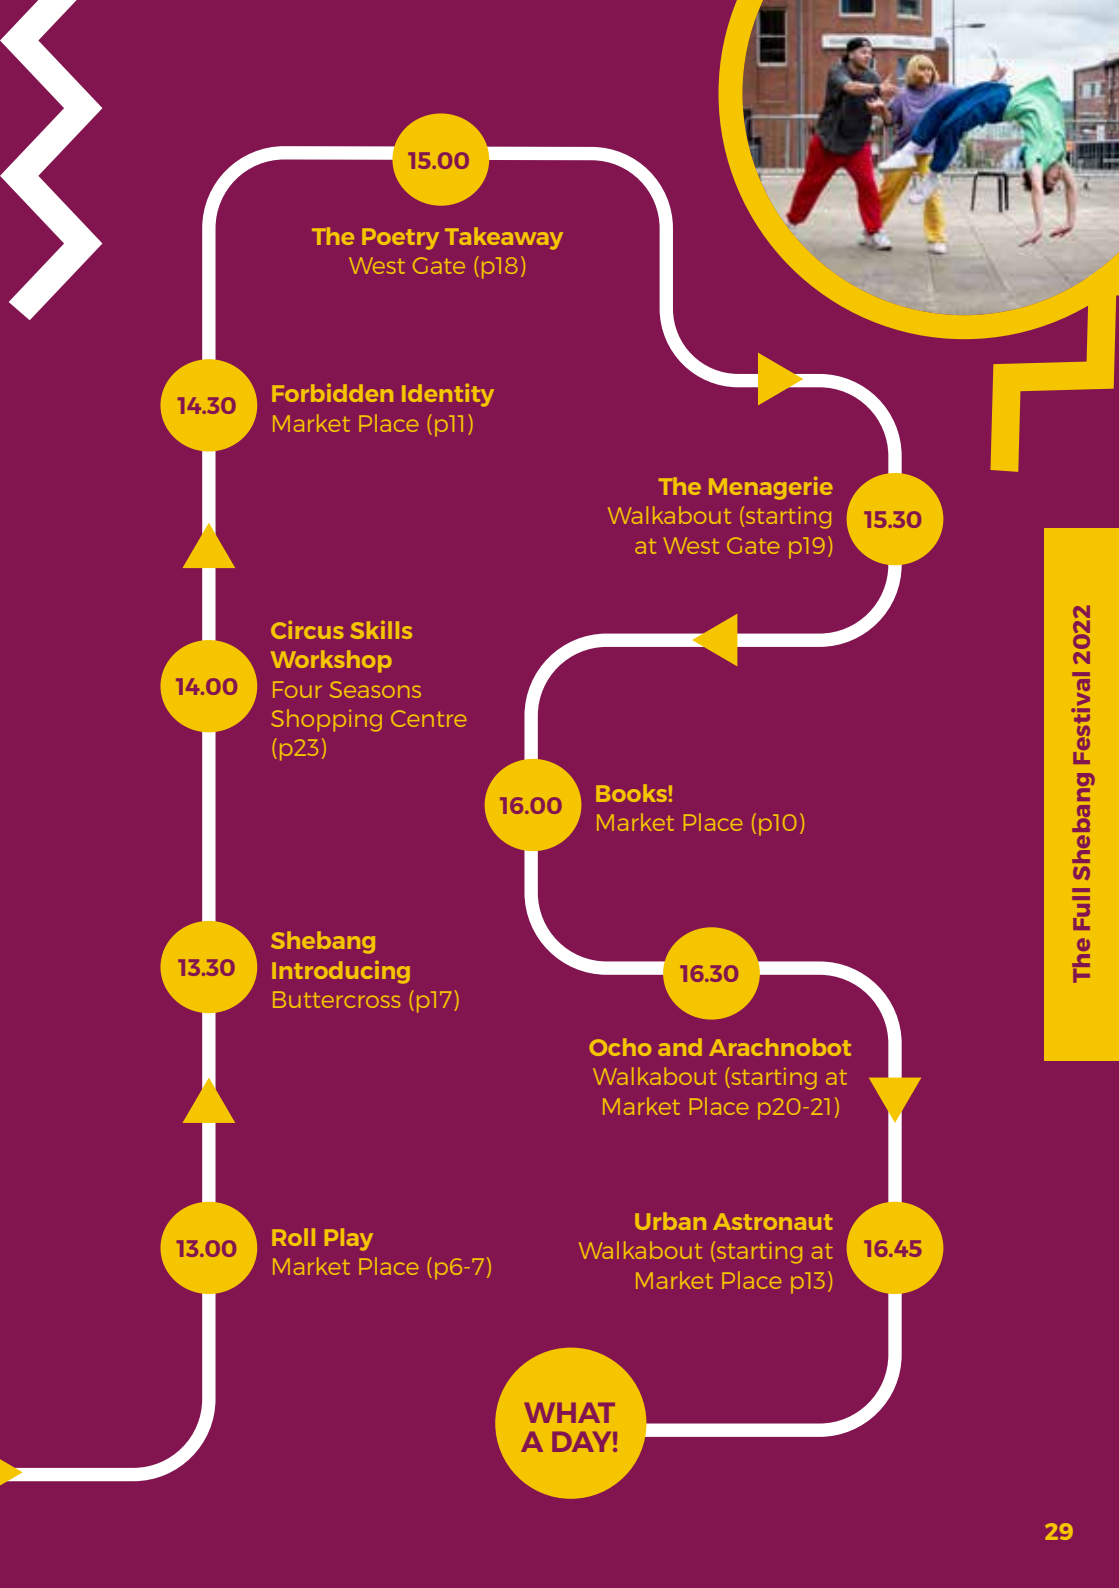 15.00
The Poetry Takeaway
West Gate (p18)
14.30
Forbidden Identity
Market Place (p11)
The Menagerie
Walkabout (starting
at West Gate p19)
15.30
Circus Skills
Workshop
Four Seasons
Shopping Centre
(p23)
14.00
16.00
Books!
Market Place (p10)
13.30
Shebang
Introducing
Buttercross (p17)
16.30
Ocho and Arachnobot
Walkabout (starting at
Market Place p20-21)
13.00
Roll Play
Market Place (p6-7)
Urban Astronaut
Walkabout (starting at
Market Place p13)
16.45
WHAT
A DAY!
The Full Shebang Festival 2022
29